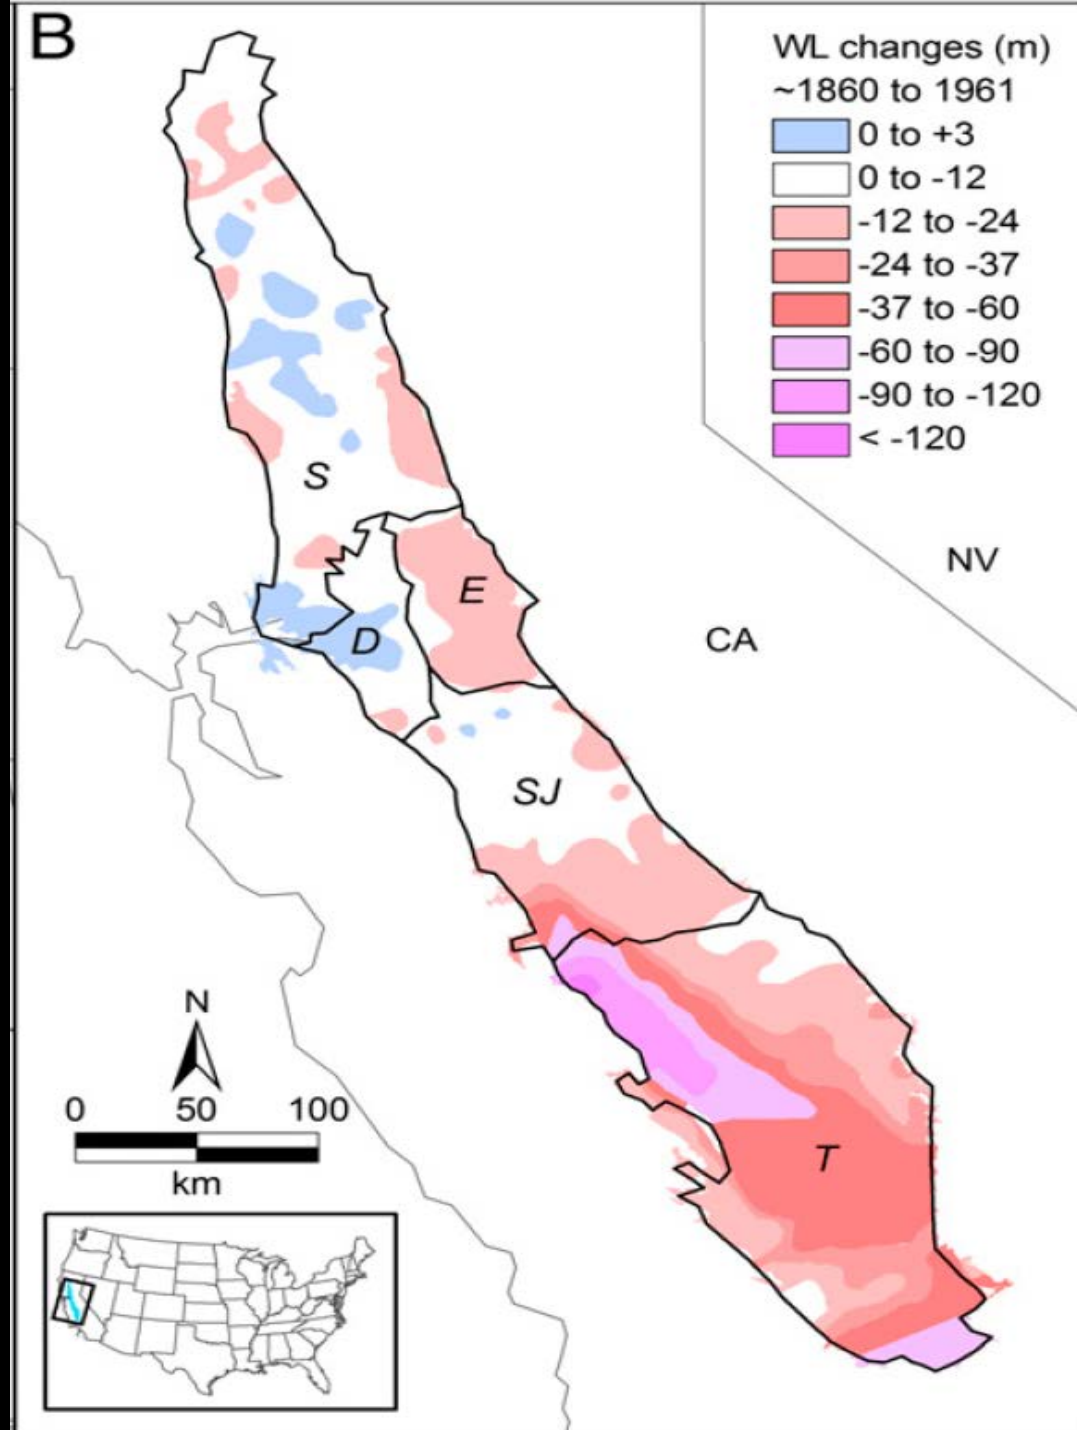 B
WL changes (m)
~1860 to 1961
0 to +3
0 to -12
-12 to -24
-24 to -37
-37 to -60
-60 to -90
-90 to -120
< -120
S
NV
E
CA
D
SJ
N
0 50 100
km
T